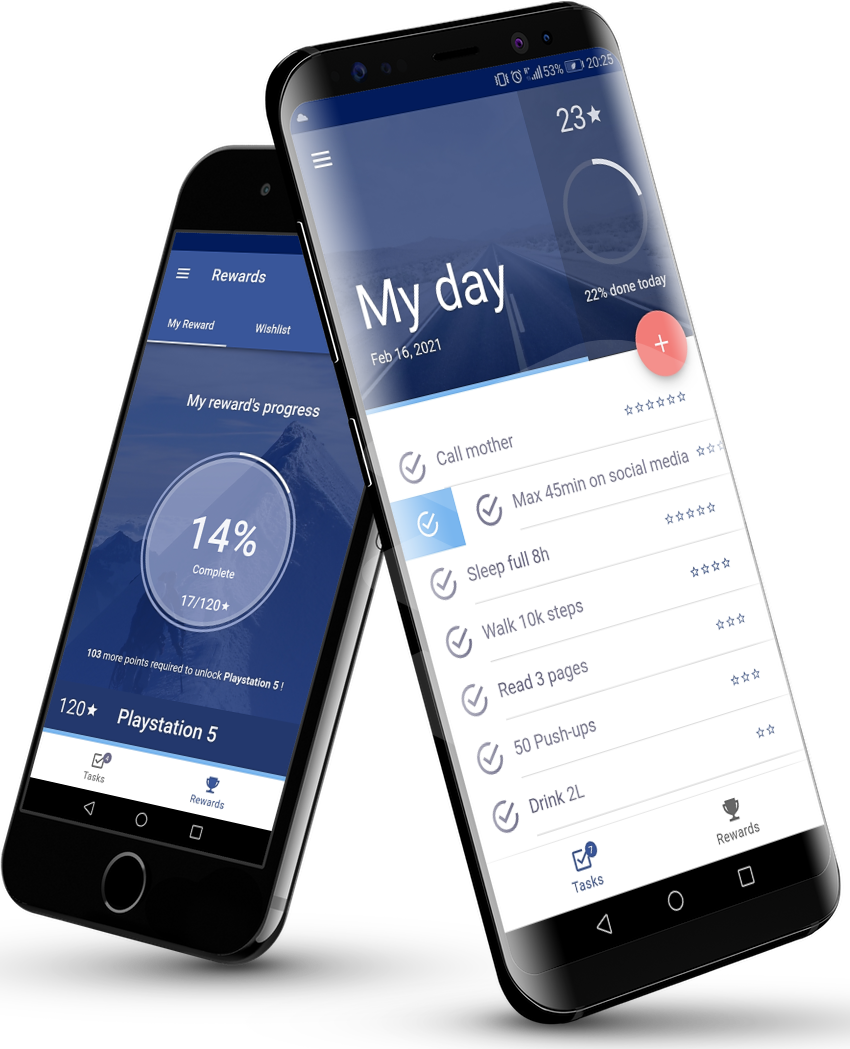 Rewards
My Reward
Wishlist
My reward's progress
14%
Complete
17/120★
103 more points required to unlock Playstation 5 !
120★ Playstation 5
4
Tasks
Rewards
53% 20:25
23★
22% done today
My day
Feb 16, 2021
+
☆☆☆☆☆☆
Call mother
Max 45min on social media
☆☆☆☆☆
Sleep full 8h
☆☆☆☆
Walk 10k steps
☆☆☆
Read 3 pages
☆☆☆
50 Push-ups
☆☆
Drink 2L
7
Tasks
Rewards